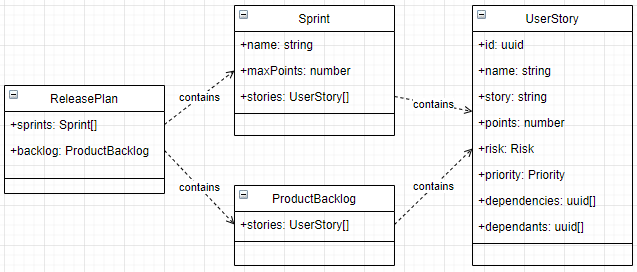 ReleasePlan
+sprints: Sprint[]
+backlog: ProductBacklog
contains
contains
Sprint
+name: string
+maxPoints: number
+stories: UserStory[]
contains
ProductBacklog
+stories: UserStory[]
contains
UserStory
+id: uuid
+name: string
+story: string
+points: number
+risk: Risk
+priority: Priority
+dependencies: uuid[]
+dependants: uuid[]